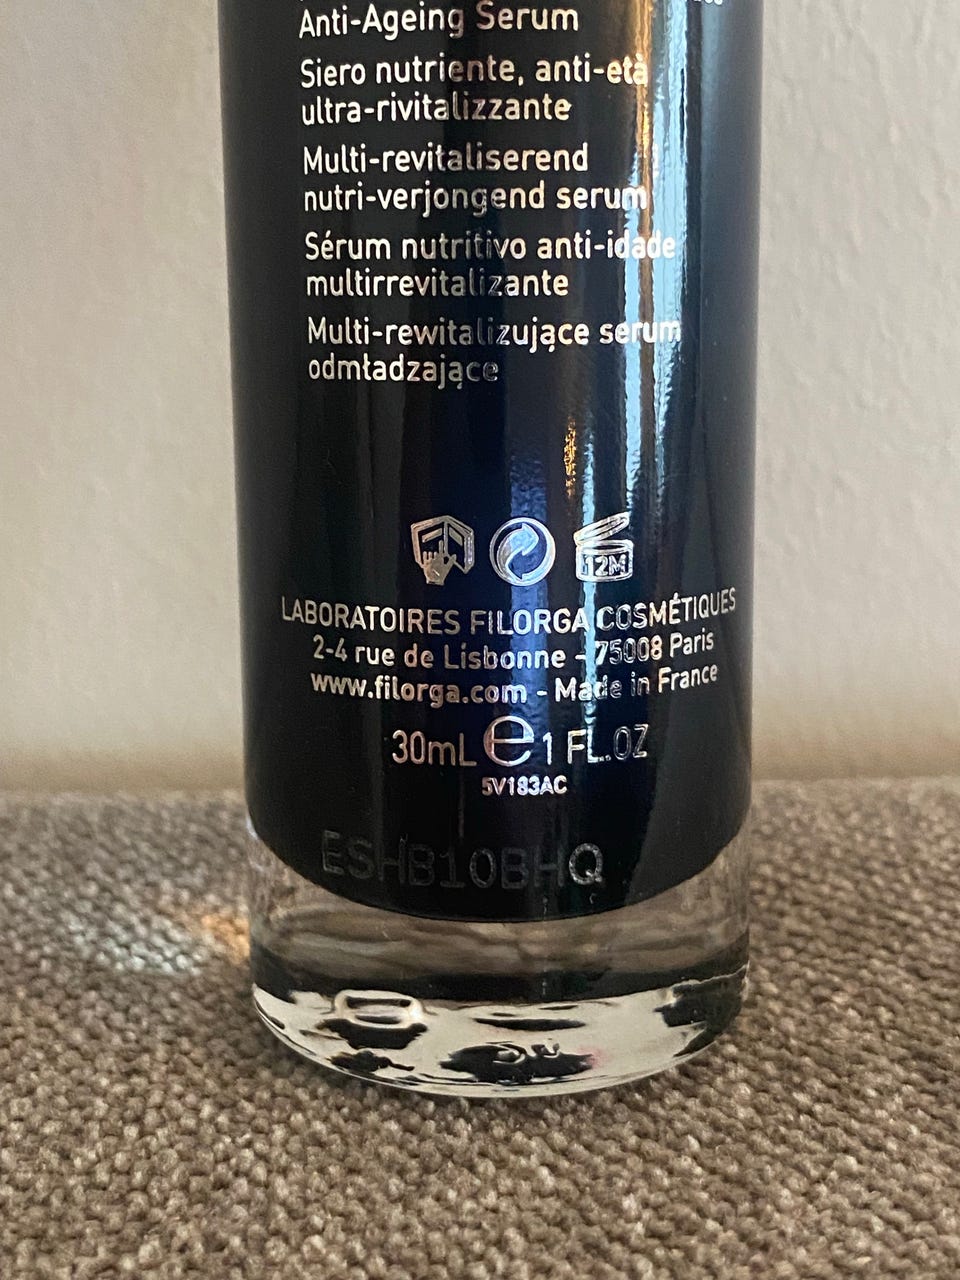 Anti-Ageing Serum
Siero nutriente, anti-età
ultra-rivitalizzante
Multi-revitaliserend
nutri-verjongend serum
Sérum nutritivo anti-idade
multirrevitalizante
Multi-rewitalizujące serum
odmładzające
12M
LABORATOIRES FILORGA COSMÉTIQUES
2-4 rue de Lisbonne - 75008 Paris
www.filorga.com - Made in France
30mL e 1 FL.OZ
5V183AC
ESHB10BHQ